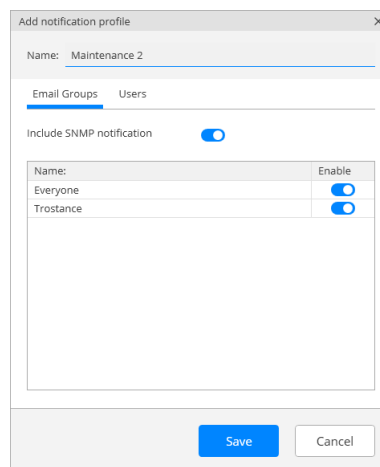 Add notification profile
Name: Maintenance 2
Email Groups Users
Include SNMP notification
Name: Enable
Everyone
Trostance
Save Cancel